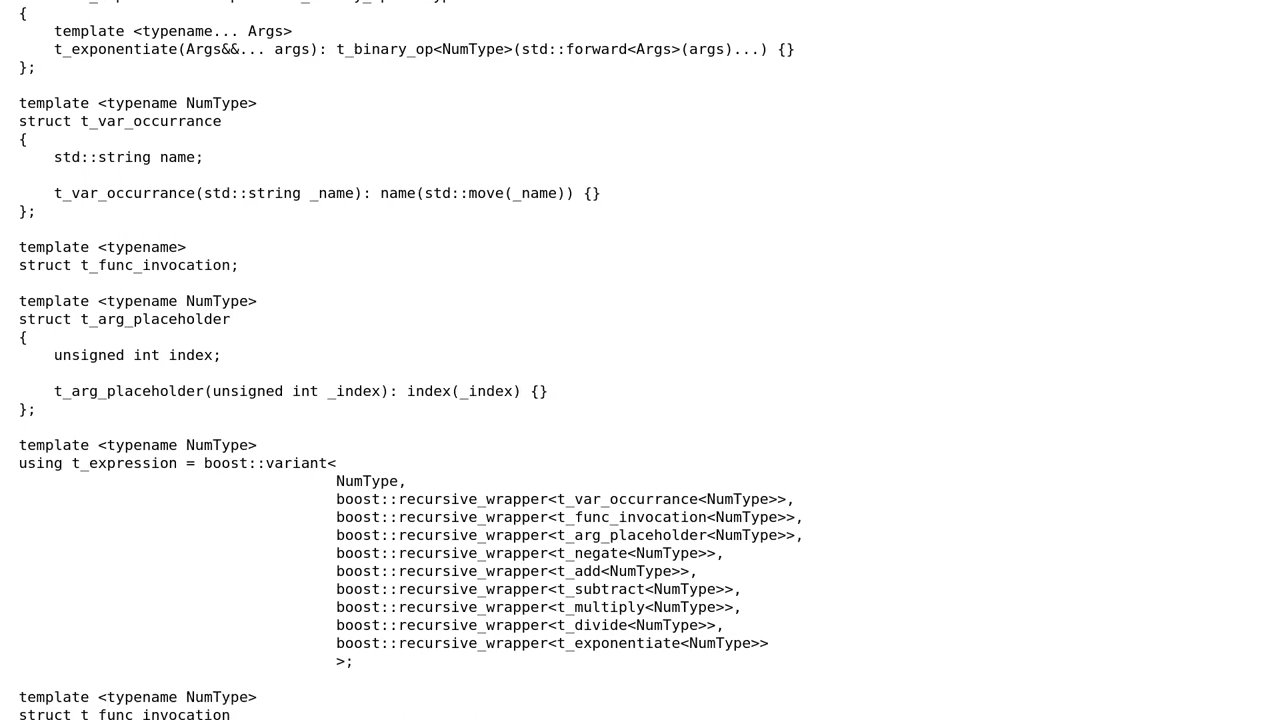 {
    template <typename... Args>
    t_exponentiate(Args&&... args): t_binary_op<NumType>(std::forward<Args>(args)...) {}
};

template <typename NumType>
struct t_var_occurrance
{
    std::string name;

    t_var_occurrance(std::string _name): name(std::move(_name)) {}
};

template <typename>
struct t_func_invocation;

template <typename NumType>
struct t_arg_placeholder
{
    unsigned int index;

    t_arg_placeholder(unsigned int _index): index(_index) {}
};

template <typename NumType>
using t_expression = boost::variant<
                                    NumType,
                                    boost::recursive_wrapper<t_var_occurrance<NumType>>,
                                    boost::recursive_wrapper<t_func_invocation<NumType>>,
                                    boost::recursive_wrapper<t_arg_placeholder<NumType>>,
                                    boost::recursive_wrapper<t_negate<NumType>>,
                                    boost::recursive_wrapper<t_add<NumType>>,
                                    boost::recursive_wrapper<t_subtract<NumType>>,
                                    boost::recursive_wrapper<t_multiply<NumType>>,
                                    boost::recursive_wrapper<t_divide<NumType>>,
                                    boost::recursive_wrapper<t_exponentiate<NumType>>
                                    >;

template <typename NumType>
struct t_func_invocation